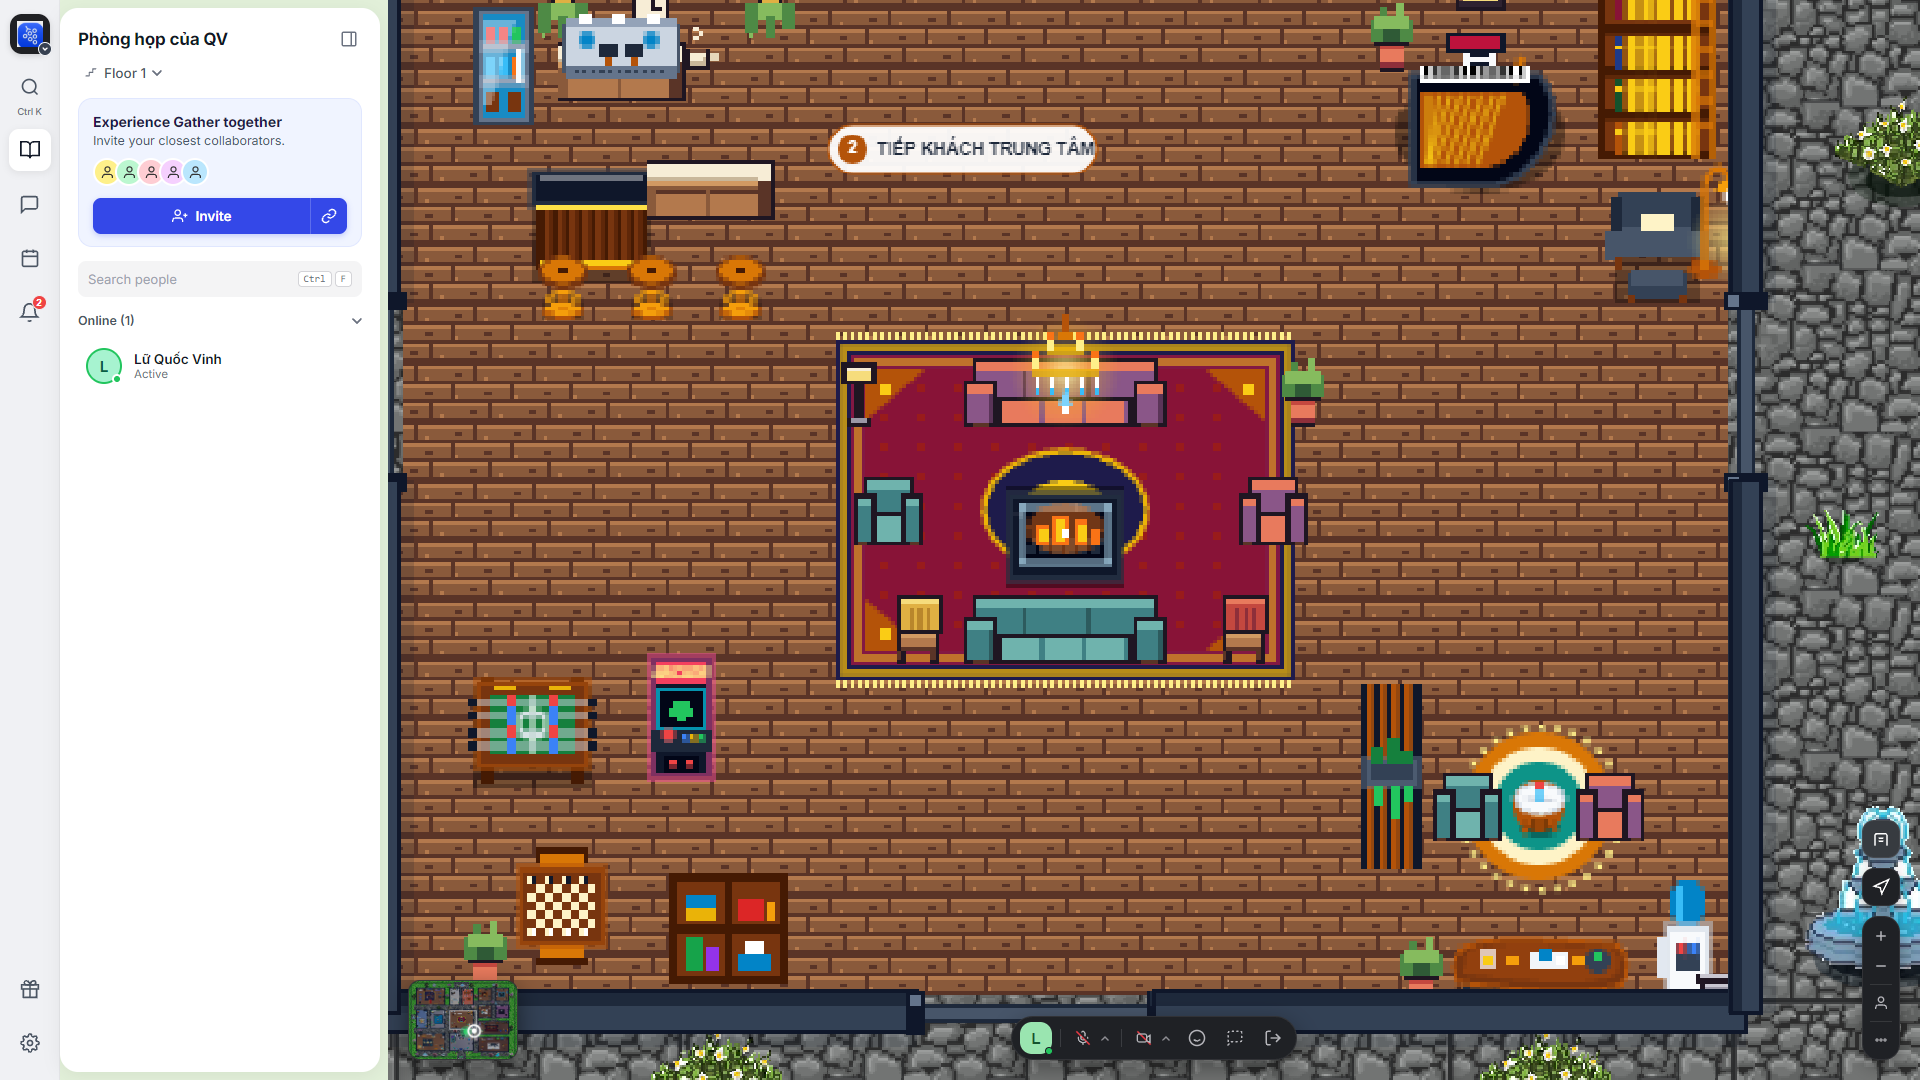 Phòng họp của QV
Floor 1
Ctrl K
Experience Gather together
Invite your closest collaborators.
Invite
Search people
Ctrl F
2
Online (1)
L
Lữ Quốc Vinh
Active
2 TIẾP KHÁCH TRUNG TÂM
L